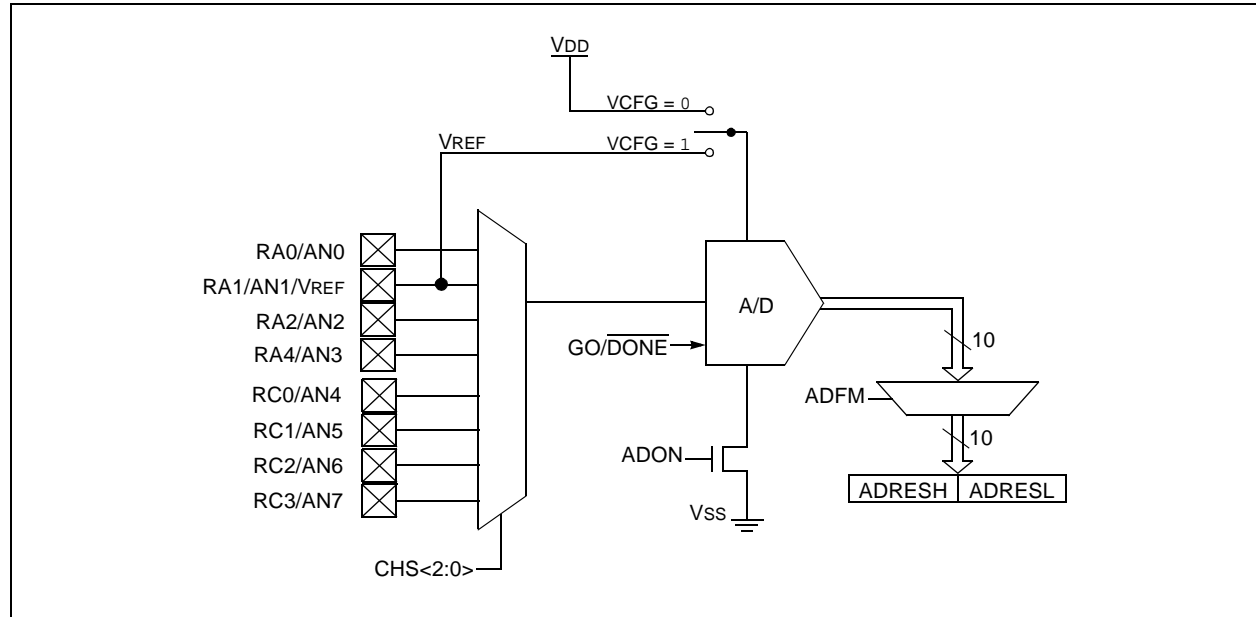 VDD
VCFG = 0
VREF
VCFG = 1
RA0/AN0
RA1/AN1/VREF
RA2/AN2
RA4/AN3
RC0/AN4
RC1/AN5
RC2/AN6
RC3/AN7
CHS<2:0>
A/D
GO/DONE
ADON
VSS
10
ADFM
10
ADRESH ADRESL